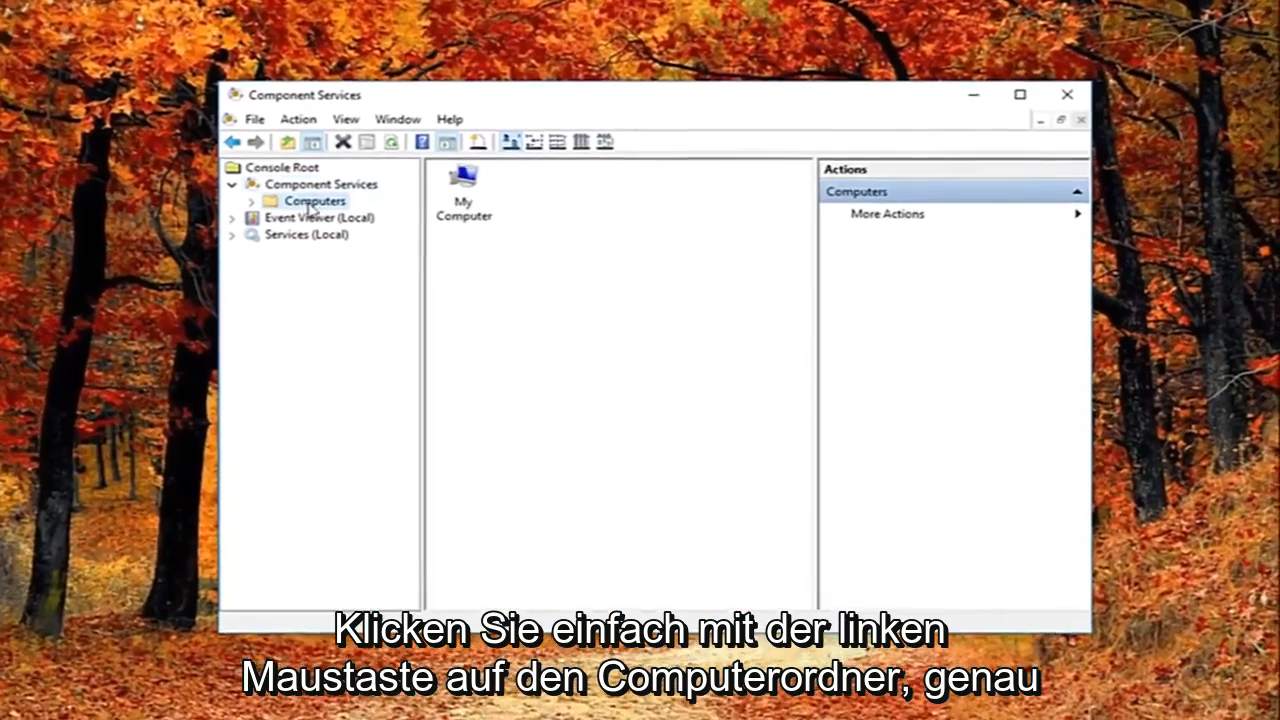 Component Services
File Action View Window Help
Console Root
Component Services
Computers
Event Viewer (Local)
Services (Local)
My
Computer
Actions
Computers
More Actions
Klicken Sie einfach mit der linken
Maustaste auf den Computerordner, genau